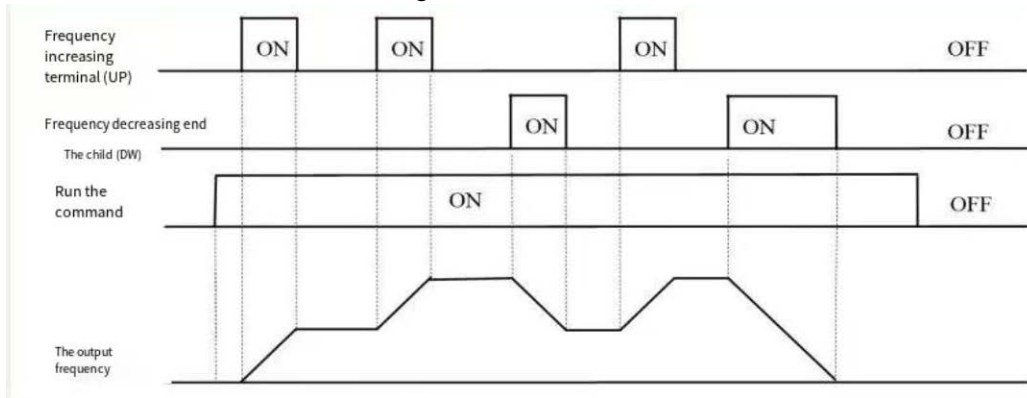 Frequency
increasing
terminal (UP)
ON
ON
ON
OFF
Frequency decreasing end
The child (DW)
ON
ON
OFF
Run the
command
ON
OFF
The output
frequency